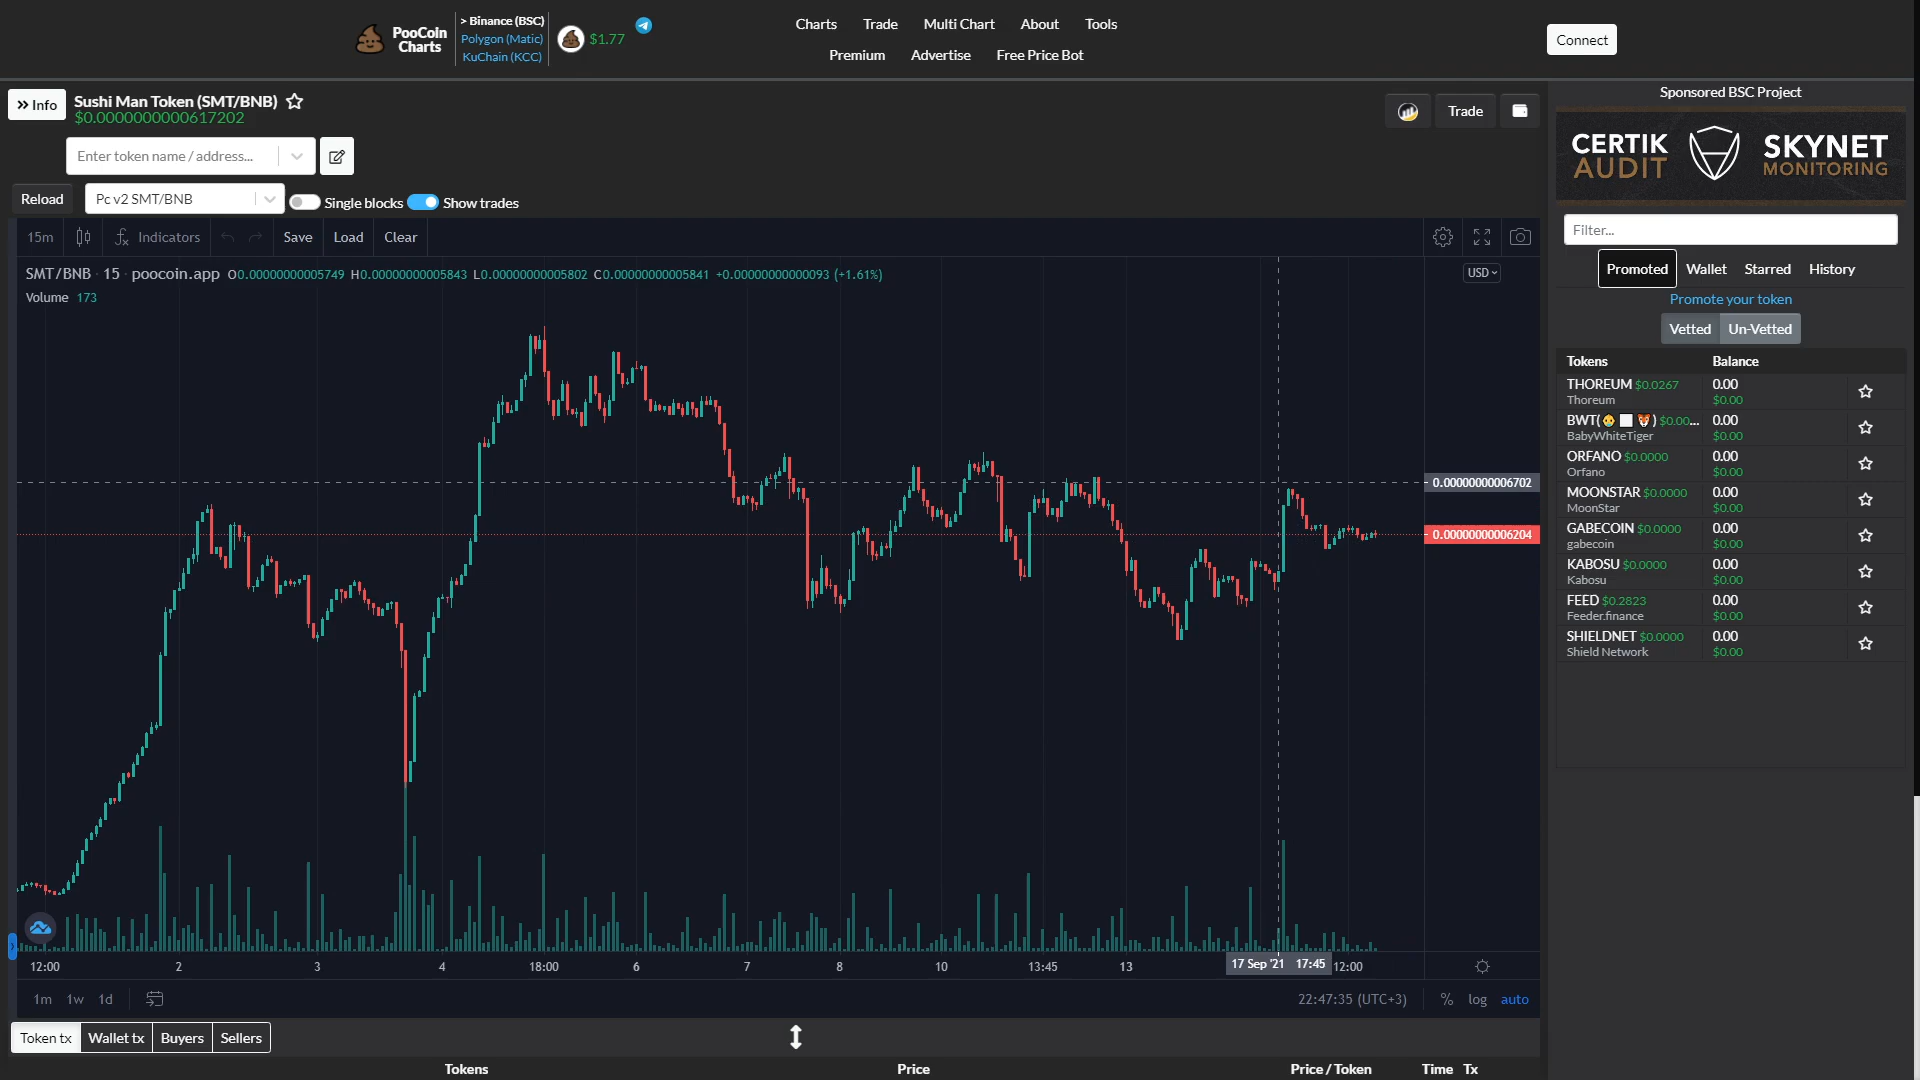 PooCoin
Charts
> Binance (BSC)
Polygon (Matic)
KuChain (KCC)
$1.77
Charts Trade Multi Chart About Tools
Premium Advertise Free Price Bot
Connect
» Info
Sushi Man Token (SMT/BNB)
$0.0000000000617202
Trade
Enter token name / address...
Reload
Pc v2 SMT/BNB
Single blocks
Show trades
15m
Indicators
Save
Load
Clear
SMT/BNB · 15 · poocoin.app O0.00000000005749 H0.00000000005843 L0.00000000005802 C0.00000000005841 +0.00000000000093 (+1.61%)
USD
Volume 173
0.00000000006702
0.00000000006204
12:00 2 3 4 18:00 6 7 8 10 13:45 13 17 Sep '21 17:45 12:00
1m 1w 1d
22:47:35 (UTC+3)
% log auto
Token tx
Wallet tx
Buyers
Sellers
Tokens Price Price / Token Time Tx
Sponsored BSC Project
CERTIK
AUDIT
SKYNET
MONITORING
Filter...
Promoted Wallet Starred History
Promote your token
Vetted Un-Vetted
Tokens Balance
THOREUM $0.0267 0.00
Thoreum $0.00
BWT(👶⬜🐯) $0.00... 0.00
BabyWhiteTiger $0.00
ORFANO $0.0000 0.00
Orfano $0.00
MOONSTAR $0.0000 0.00
MoonStar $0.00
GABECOIN $0.0000 0.00
gabecoin $0.00
KABOSU $0.0000 0.00
Kabosu $0.00
FEED $0.2823 0.00
Feeder.finance $0.00
SHIELDNET $0.0000 0.00
Shield Network $0.00